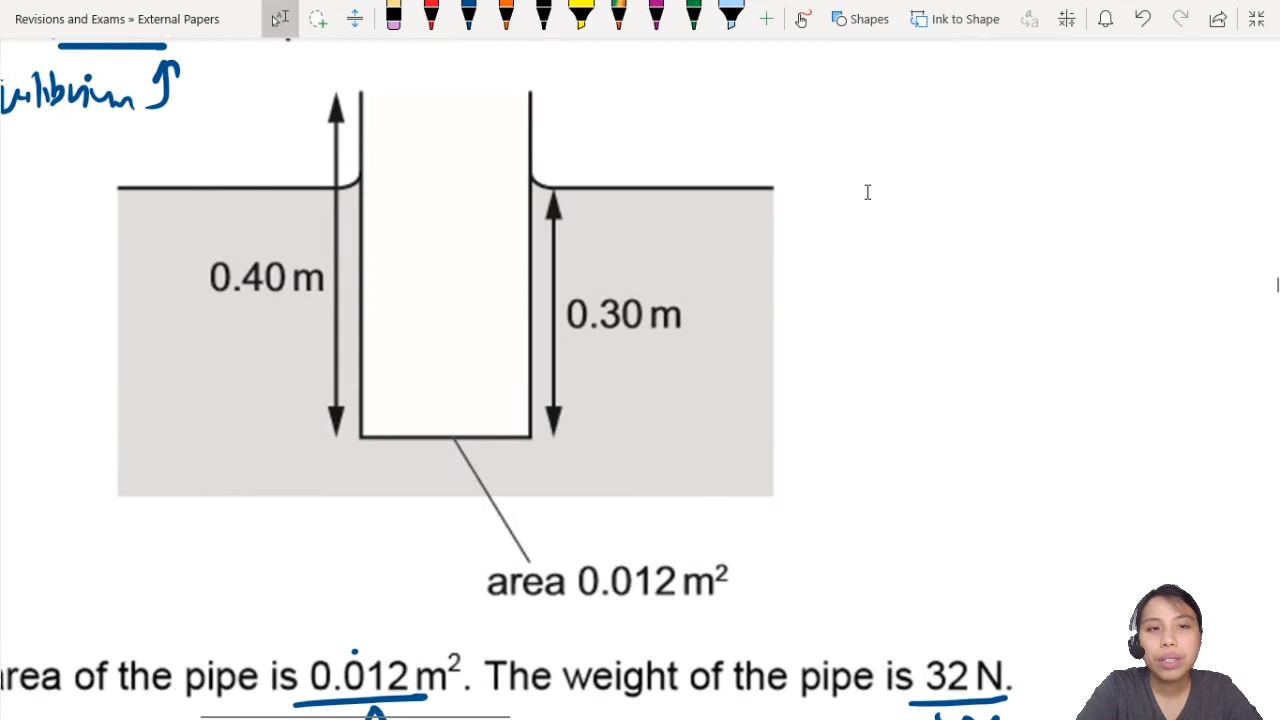 Revisions and Exams » External Papers
Shapes
Ink to Shape
0.40 m
0.30 m
area 0.012 m²
area of the pipe is 0.012 m². The weight of the pipe is 32 N.